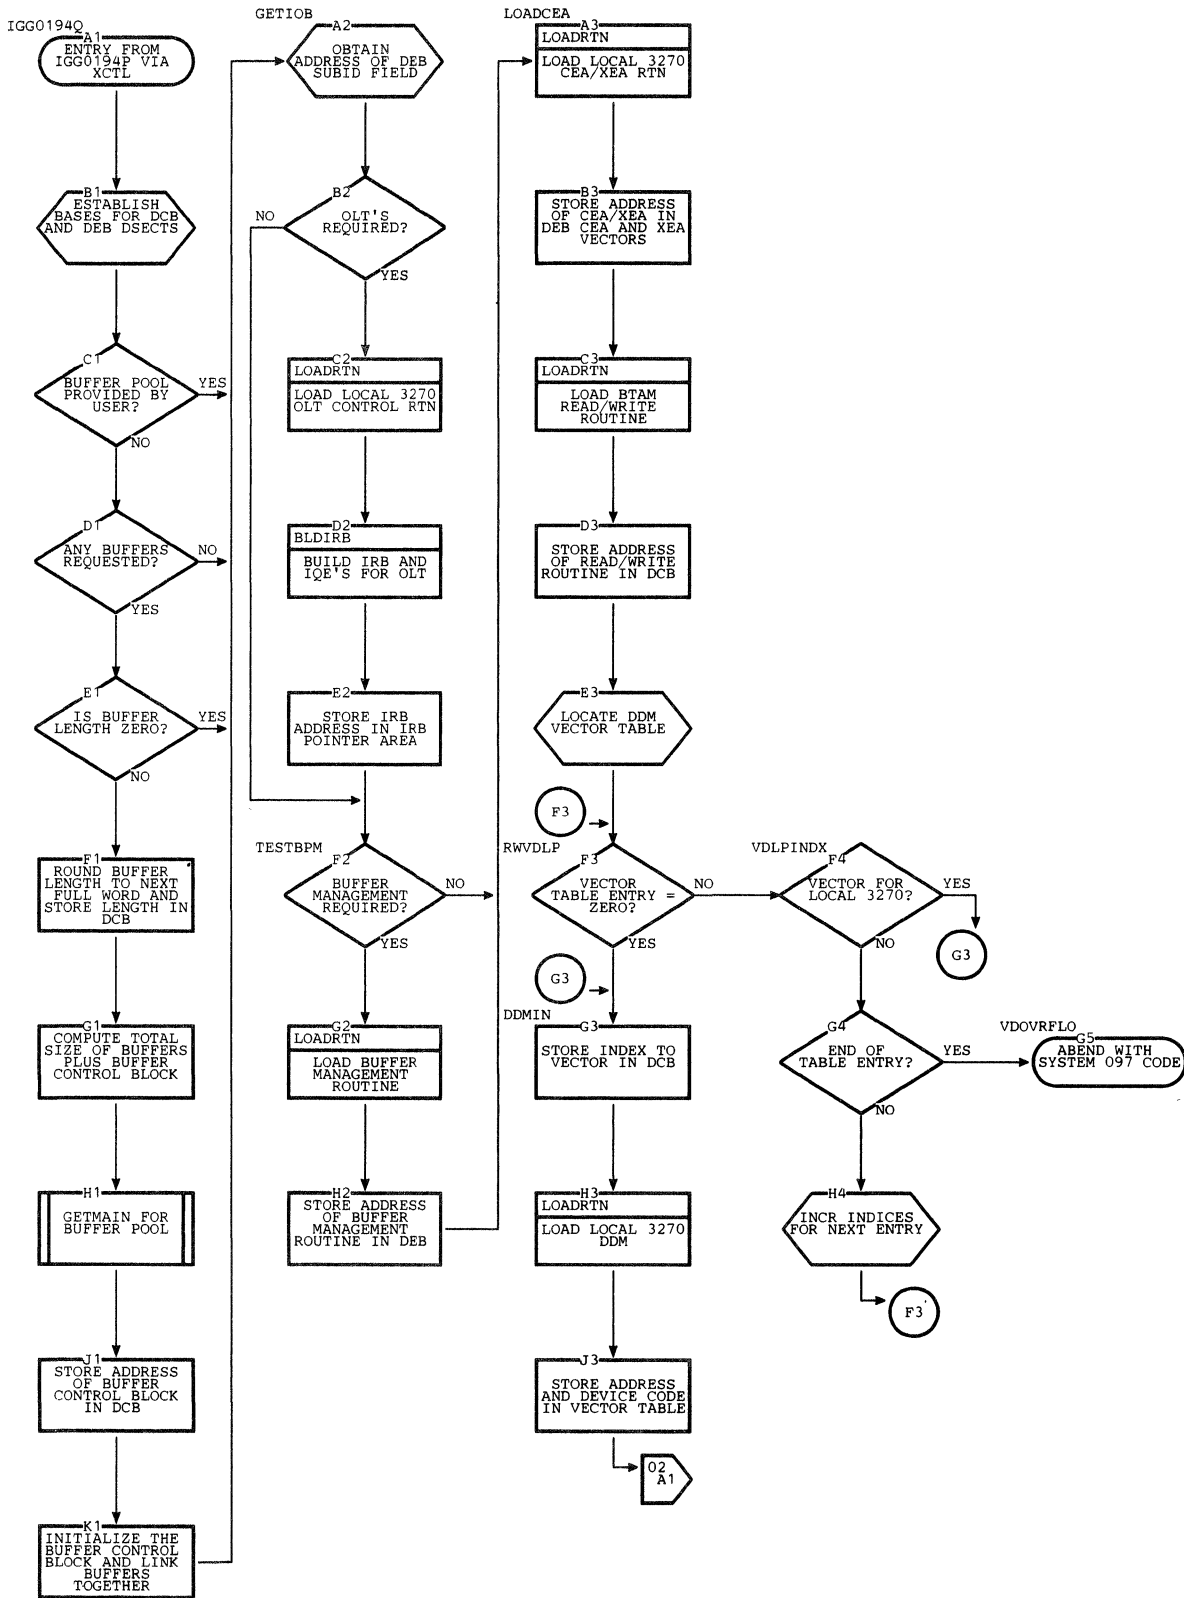 IGG0194Q
A1
ENTRY FROM
IGG0194P VIA
XCTL
B1
ESTABLISH
BASES FOR DCB
AND DEB DSECTS
C1
BUFFER POOL
PROVIDED BY
USER?
YES
NO
D1
ANY BUFFERS
REQUESTED?
NO
YES
E1
IS BUFFER
LENGTH ZERO?
YES
NO
F1
ROUND BUFFER
LENGTH TO NEXT
FULL WORD AND
STORE LENGTH IN
DCB
G1
COMPUTE TOTAL
SIZE OF BUFFERS
PLUS BUFFER
CONTROL BLOCK
H1
GETMAIN FOR
BUFFER POOL
J1
STORE ADDRESS
OF BUFFER
CONTROL BLOCK
IN DCB
K1
INITIALIZE THE
BUFFER CONTROL
BLOCK AND LINK
BUFFERS
TOGETHER
GETIOB
A2
OBTAIN
ADDRESS OF DEB
SUBID FIELD
B2
OLT'S
REQUIRED?
NO
YES
C2
LOADRTN
LOAD LOCAL 3270
OLT CONTROL RTN
D2
BLDIRB
BUILD IRB AND
IQE'S FOR OLT
E2
STORE IRB
ADDRESS IN IRB
POINTER AREA
TESTBPM
F2
BUFFER
MANAGEMENT
REQUIRED?
NO
YES
G2
LOADRTN
LOAD BUFFER
MANAGEMENT
ROUTINE
H2
STORE ADDRESS
OF BUFFER
MANAGEMENT
ROUTINE IN DEB
LOADCEA
A3
LOADRTN
LOAD LOCAL 3270
CEA/XEA RTN
B3
STORE ADDRESS
OF CEA/XEA IN
DEB CEA AND XEA
VECTORS
C3
LOADRTN
LOAD BTAM
READ/WRITE
ROUTINE
D3
STORE ADDRESS
OF READ/WRITE
ROUTINE IN DCB
E3
LOCATE DDM
VECTOR TABLE
F3
RWVDLP
F3
VECTOR
TABLE ENTRY =
ZERO?
NO
YES
G3
DDMIN
G3
STORE INDEX TO
VECTOR IN DCB
H3
LOADRTN
LOAD LOCAL 3270
DDM
J3
STORE ADDRESS
AND DEVICE CODE
IN VECTOR TABLE
02
A1
VDLPINDX
F4
VECTOR FOR
LOCAL 3270?
YES
NO
G3
G4
END OF
TABLE ENTRY?
YES
NO
H4
INCR INDICES
FOR NEXT ENTRY
F3
VDOVRFLO
G5
ABEND WITH
SYSTEM 097 CODE